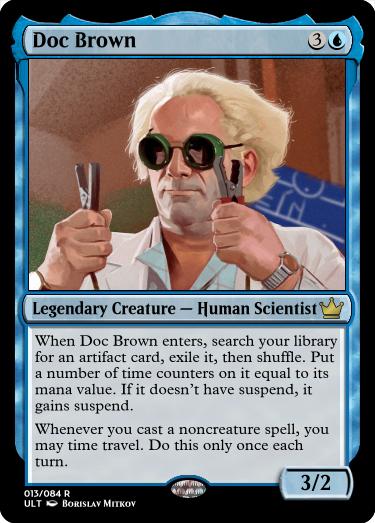 Doc Brown 3
Legendary Creature — Human Scientist
When Doc Brown enters, search your library
for an artifact card, exile it, then shuffle. Put
a number of time counters on it equal to its
mana value. If it doesn't have suspend, it
gains suspend.
Whenever you cast a noncreature spell, you
may time travel. Do this only once each
turn.
3/2
013/084 R
ULT Borislav Mitkov